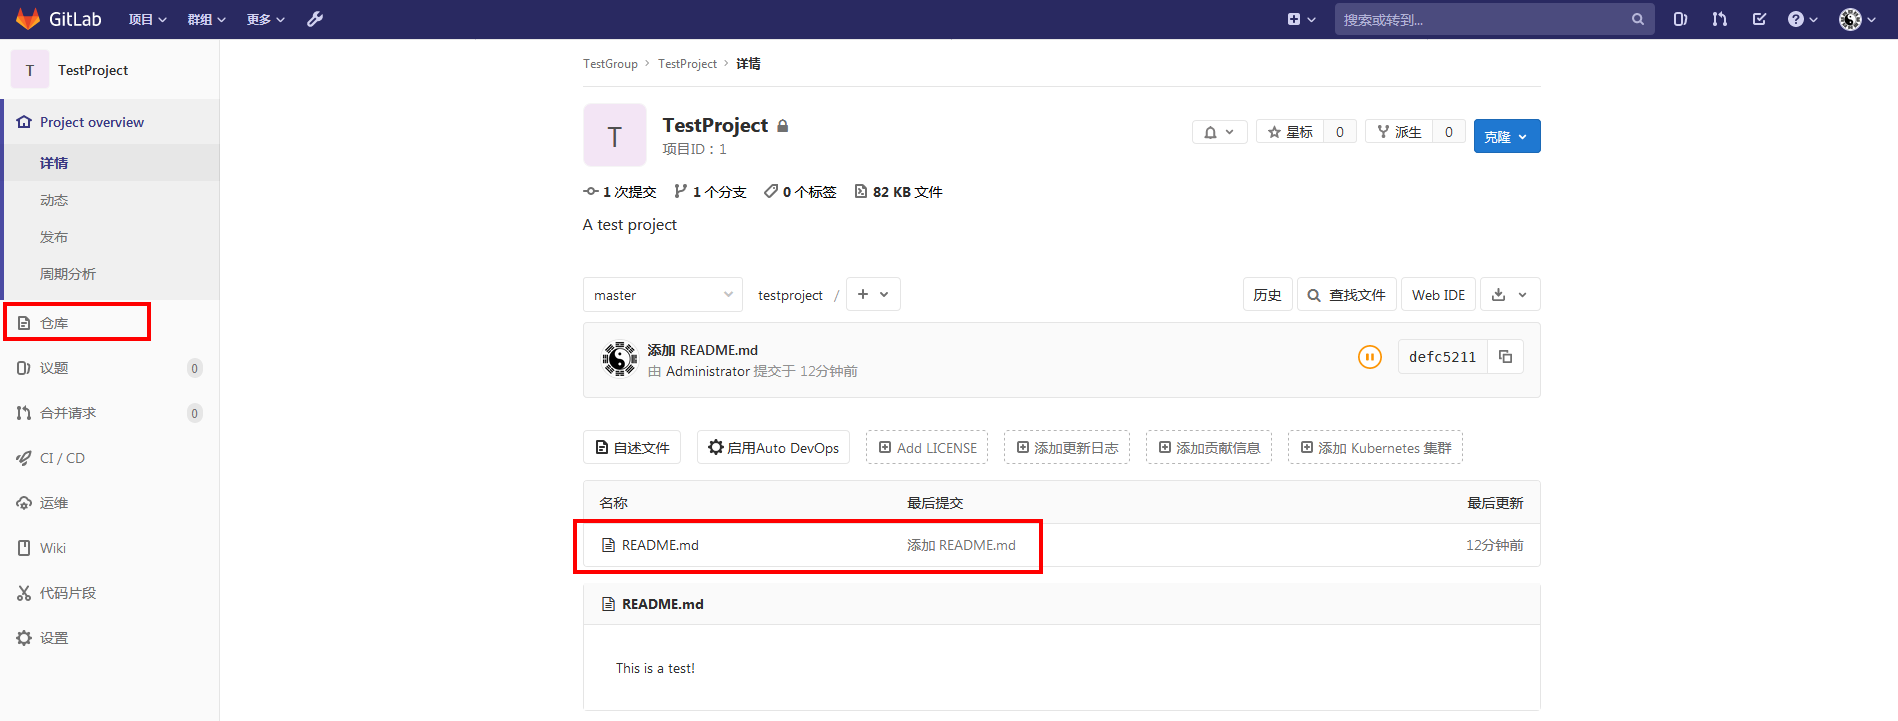 GitLab 项目 群组 更多 搜索或转到...
T TestProject
Project overview
详情
动态
发布
周期分析
仓库
议题 0
合并请求 0
CI / CD
运维
Wiki
代码片段
设置
TestGroup > TestProject > 详情
T
TestProject
项目ID：1
星标 0 派生 0 克隆
1 次提交 1 个分支 0 个标签 82 KB 文件
A test project
master testproject / + 历史 查找文件 Web IDE
添加 README.md
由 Administrator 提交于 12分钟前
defc5211
自述文件 启用Auto DevOps Add LICENSE 添加更新日志 添加贡献信息 添加 Kubernetes 集群
名称 最后提交 最后更新
README.md 添加 README.md 12分钟前
README.md
This is a test!